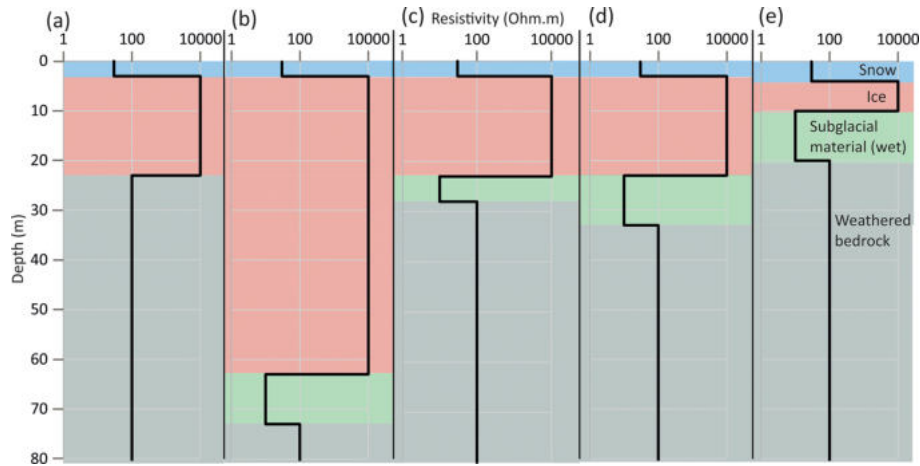 (a) (b) (c) Resistivity (Ohm.m) (d) (e)
1 100 10000 1 100 10000 1 100 10000 1 100 10000 1 100 10000
0
10
20
30
40
50
60
70
80
Depth (m)
Snow
Ice
Subglacial
material (wet)
Weathered
bedrock